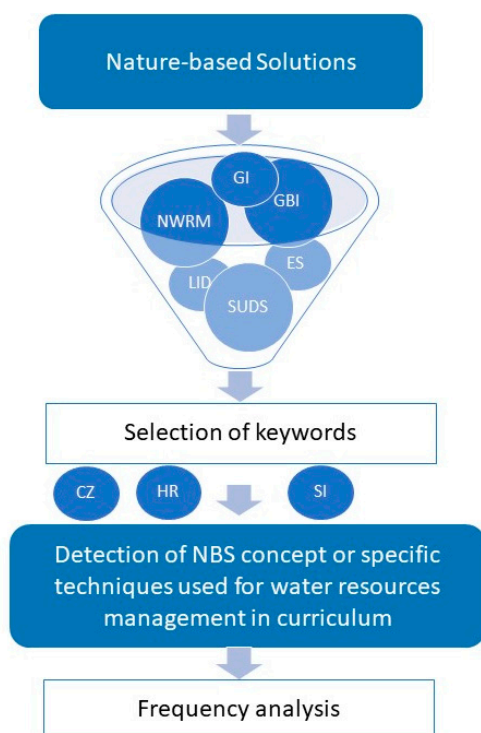 Nature-based Solutions
GI
GBI
NWRM
ES
LID
SUDS
Selection of keywords
CZ
HR
SI
Detection of NBS concept or specific
techniques used for water resources
management in curriculum
Frequency analysis